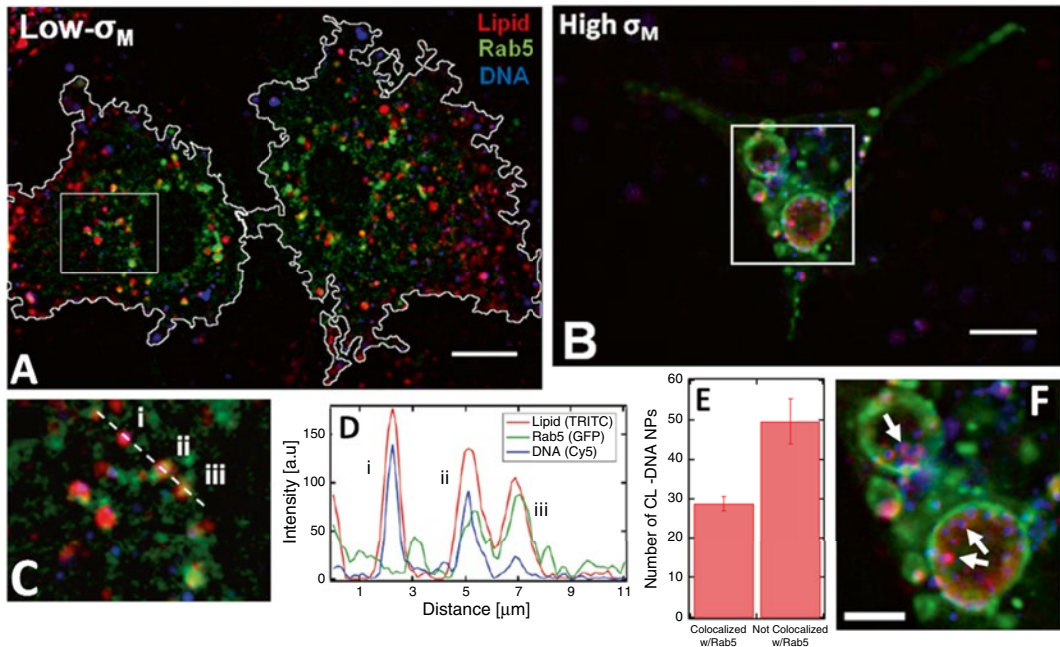 Low-σM
Lipid
Rab5
DNA
A
High σM
B
C
i
ii
iii
D
Lipid (TRITC)
Rab5 (GFP)
DNA (Cy5)
i
ii
iii
150
100
50
0
Intensity [a.u]
1 3 5 7 9 11
Distance [μm]
E
60
50
40
30
20
10
0
Number of CL -DNA NPs
Colocalized Not Colocalized
w/Rab5 w/Rab5
F